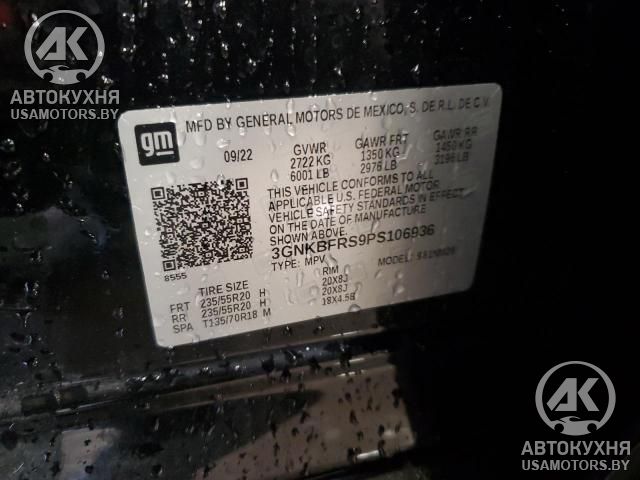 AK
АВТОКУХНЯ
USAMOTORS.BY
gm
MFD BY GENERAL MOTORS DE MEXICO, S. DE R.L. DE C.V.
09/22 GVWR GAWR FRT GAWR RR
2722 KG 1350 KG 1450 KG
6001 LB 2976 LB 3196 LB
THIS VEHICLE CONFORMS TO ALL
APPLICABLE U.S. FEDERAL MOTOR
VEHICLE SAFETY STANDARDS IN EFFECT
ON THE DATE OF MANUFACTURE
SHOWN ABOVE.
3GNKBFRS9PS106936
8555 TYPE: MPV MODEL:
TIRE SIZE RIM
FRT 235/55R20 H 20X8J
RR 235/55R20 H 20X8J
SPA T135/70R18 M 18X4.5B
AK
АВТОКУХНЯ
USAMOTORS.BY